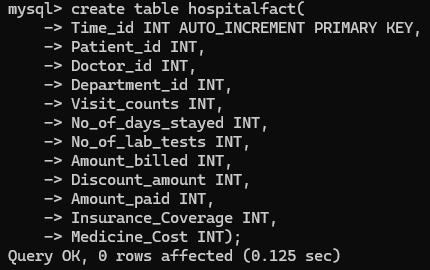 mysql> create table hospitalfact(
    -> Time_id INT AUTO_INCREMENT PRIMARY KEY,
    -> Patient_id INT,
    -> Doctor_id INT,
    -> Department_id INT,
    -> Visit_counts INT,
    -> No_of_days_stayed INT,
    -> No_of_lab_tests INT,
    -> Amount_billed INT,
    -> Discount_amount INT,
    -> Amount_paid INT,
    -> Insurance_Coverage INT,
    -> Medicine_Cost INT);
Query OK, 0 rows affected (0.125 sec)